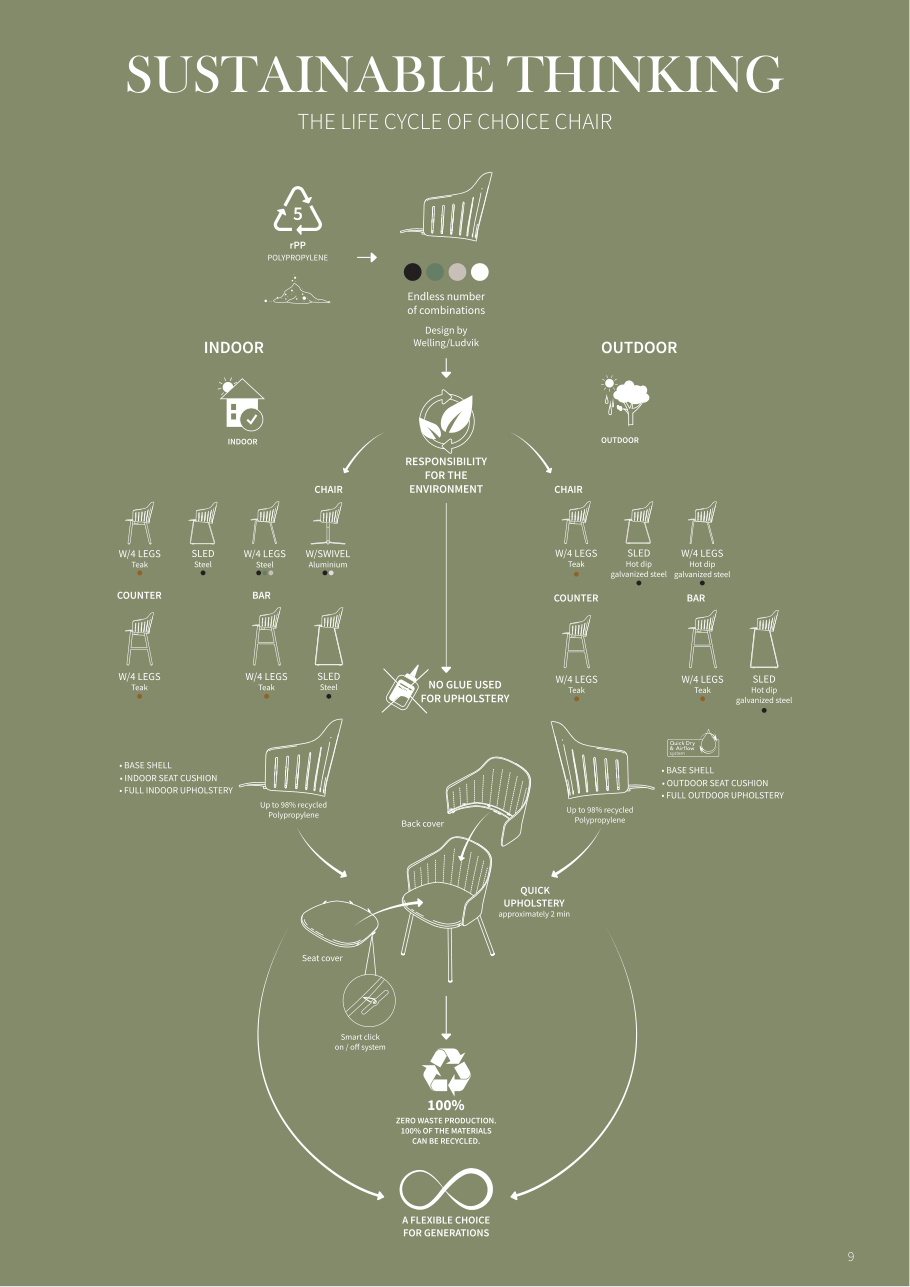 SUSTAINABLE THINKING
THE LIFE CYCLE OF CHOICE CHAIR
5
rPP
POLYPROPYLENE
Endless number
of combinations
Design by
Welling/Ludvik
INDOOR
INDOOR
OUTDOOR
OUTDOOR
RESPONSIBILITY
FOR THE
ENVIRONMENT
CHAIR
W/4 LEGS
Teak
SLED
Steel
W/4 LEGS
Steel
W/SWIVEL
Aluminium
COUNTER
BAR
W/4 LEGS
Teak
W/4 LEGS
Teak
SLED
Steel
CHAIR
W/4 LEGS
Teak
SLED
Hot dip
galvanized steel
W/4 LEGS
Hot dip
galvanized steel
COUNTER
BAR
W/4 LEGS
Teak
W/4 LEGS
Teak
SLED
Hot dip
galvanized steel
NO GLUE USED
FOR UPHOLSTERY
• BASE SHELL
• INDOOR SEAT CUSHION
• FULL INDOOR UPHOLSTERY
Up to 98% recycled
Polypropylene
Quick Dry
& Airflow
system
• BASE SHELL
• OUTDOOR SEAT CUSHION
• FULL OUTDOOR UPHOLSTERY
Up to 98% recycled
Polypropylene
Back cover
QUICK
UPHOLSTERY
approximately 2 min
Seat cover
Smart click
on / off system
100%
ZERO WASTE PRODUCTION.
100% OF THE MATERIALS
CAN BE RECYCLED.
A FLEXIBLE CHOICE
FOR GENERATIONS
9